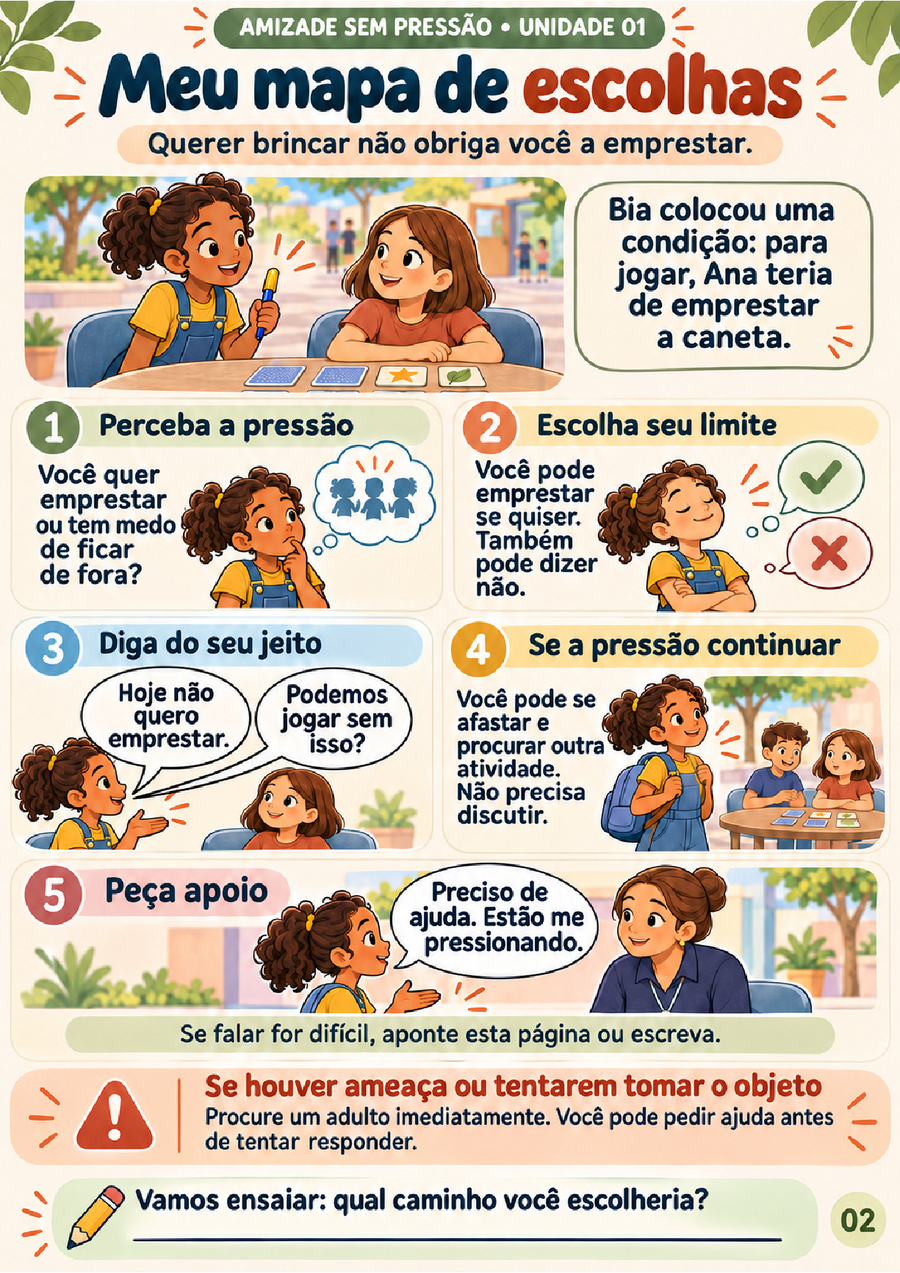 AMIZADE SEM PRESSÃO • UNIDADE 01
Meu mapa de escolhas
Querer brincar não obriga você a emprestar.
Bia colocou uma
condição: para
jogar, Ana teria
de emprestar
a caneta.
1 Perceba a pressão
Você quer
emprestar
ou tem medo
de ficar
de fora?
2 Escolha seu limite
Você pode
emprestar
se quiser.
Também
pode dizer
não.
3 Diga do seu jeito
Hoje não
quero
emprestar.
Podemos
jogar sem
isso?
4 Se a pressão continuar
Você pode se
afastar e
procurar outra
atividade.
Não precisa
discutir.
5 Peça apoio
Preciso de
ajuda. Estão me
pressionando.
Se falar for difícil, aponte esta página ou escreva.
Se houver ameaça ou tentarem tomar o objeto
Procure um adulto imediatamente. Você pode pedir ajuda antes
de tentar responder.
Vamos ensaiar: qual caminho você escolheria?
02